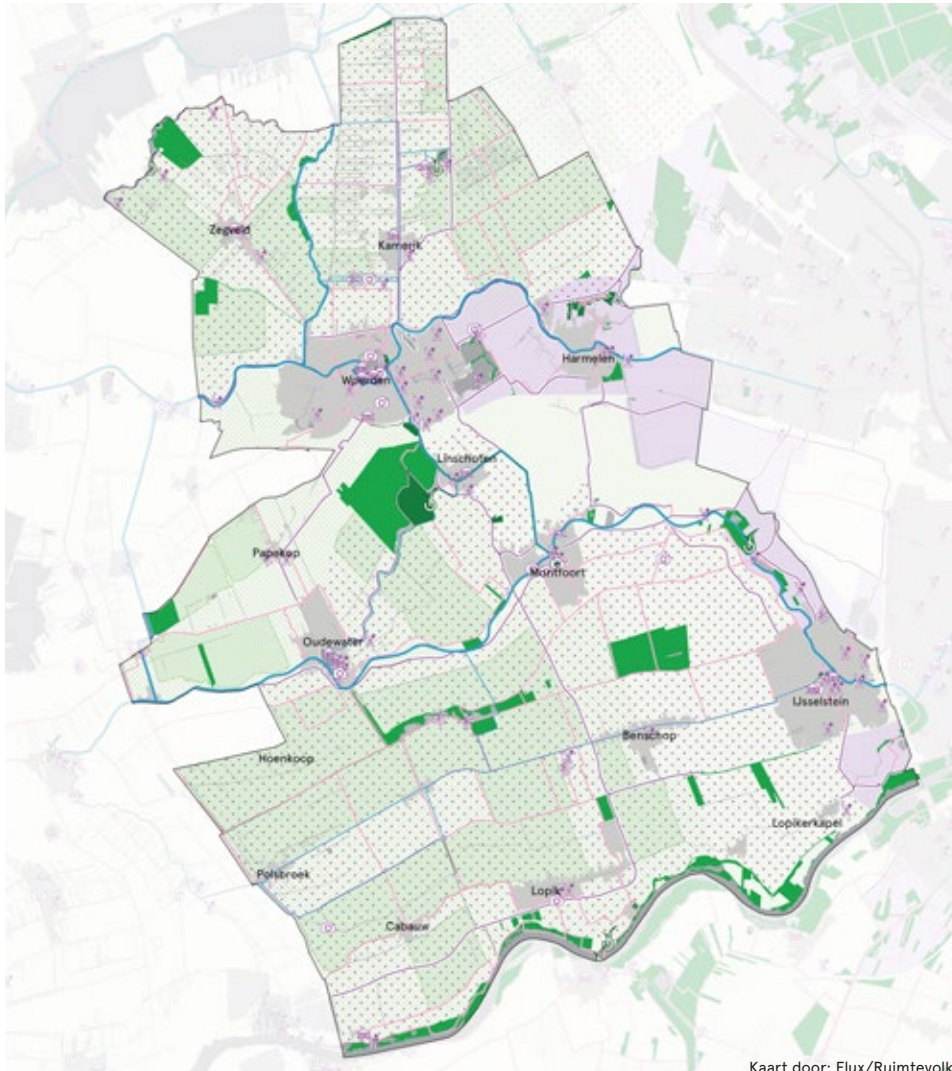 Zegveld
Kamerik
Woerden
Harmelen
Linschoten
Papekop
Montfoort
Oudewater
IJsselstein
Benschop
Hoenkoop
Lopikerkapel
Polsbroek
Lopik
Cabauw
Kaart door: Flux/Ruimtevolk